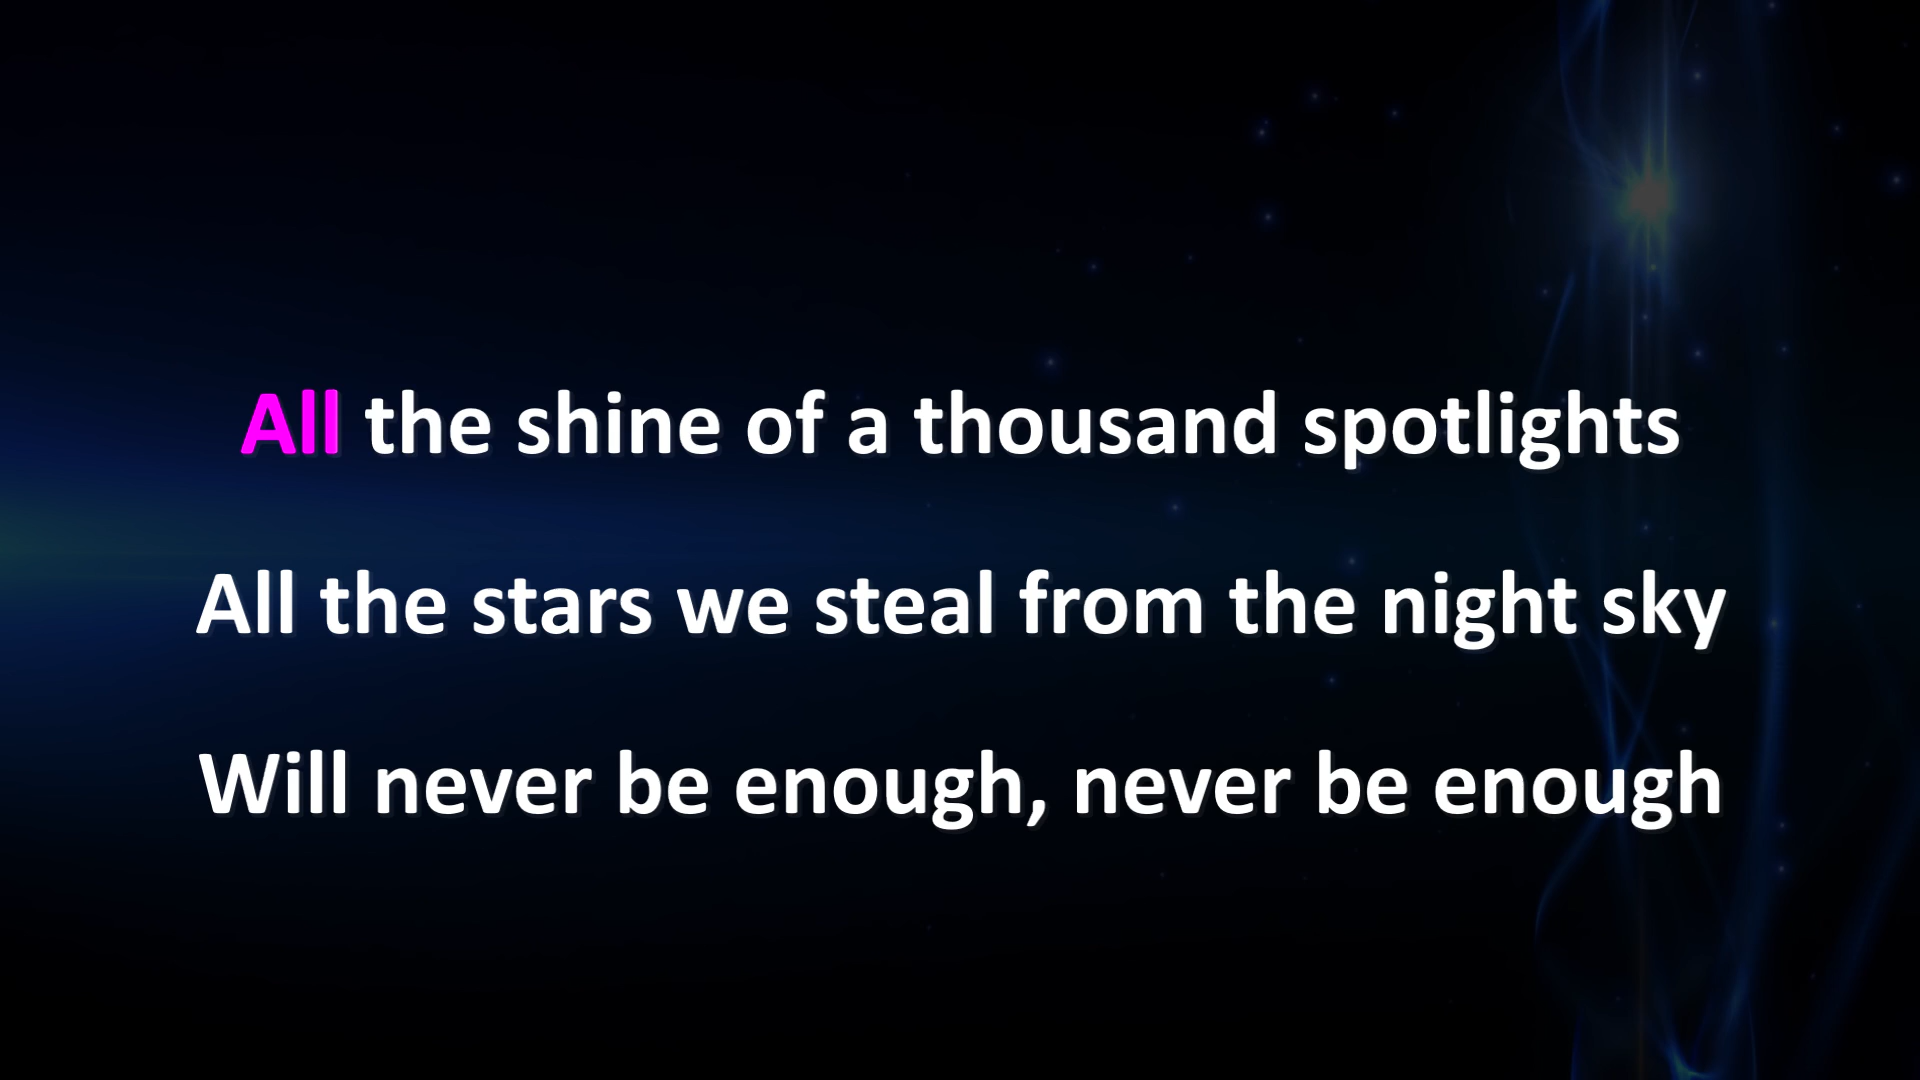 All the shine of a thousand spotlights
All the stars we steal from the night sky
Will never be enough, never be enough